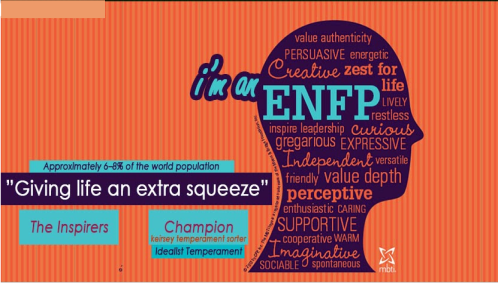 value authenticity
PERSUASIVE energetic
Creative zest for
life
i'm an ENFP
LIVELY
restless
inspire leadership curious
gregarious EXPRESSIVE
Independent versatile
friendly value depth
perceptive
enthusiastic CARING
SUPPORTIVE
cooperative WARM
Imaginative
SOCIABLE spontaneous
mbti.
Approximately 6-8% of the world population
"Giving life an extra squeeze"
The Inspirers
Champion
keirsey temperament sorter
Idealist Temperament